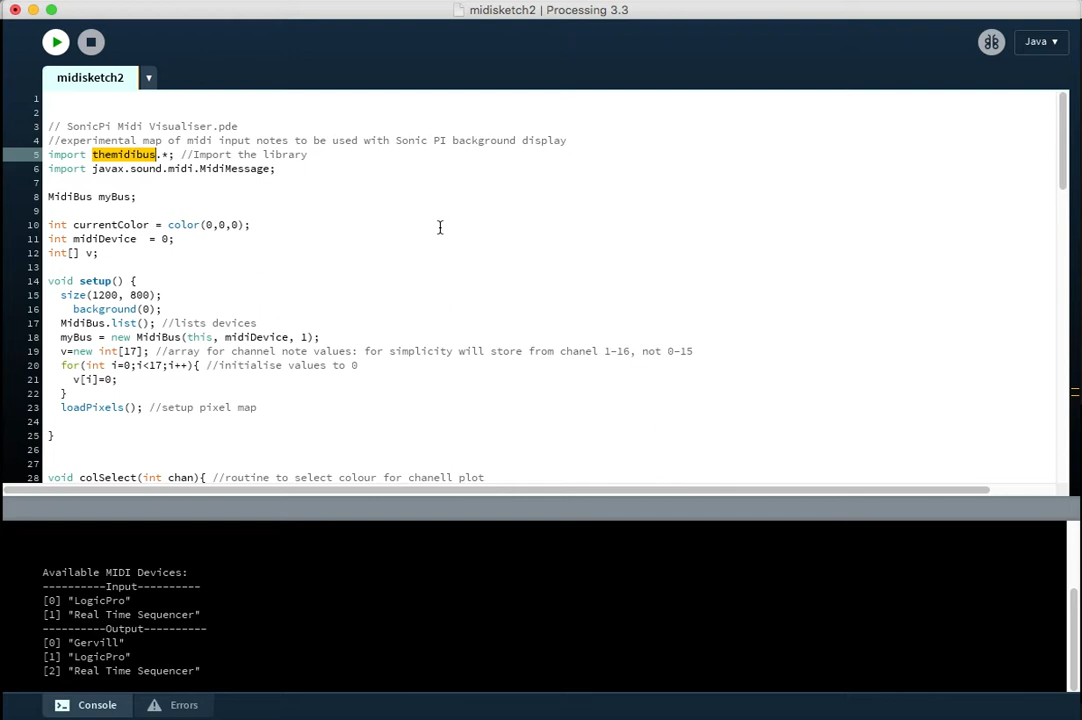 midisketch2 | Processing 3.3
Java ▾
midisketch2 ▾
1
2
3 // SonicPi Midi Visualiser.pde
4 //experimental map of midi input notes to be used with Sonic PI background display
5 import themidibus.*; //Import the library
6 import javax.sound.midi.MidiMessage;
7
8 MidiBus myBus;
9
10 int currentColor = color(0,0,0);
11 int midiDevice  = 0;
12 int[] v;
13
14 void setup() {
15   size(1200, 800);
16     background(0);
17   MidiBus.list(); //lists devices
18   myBus = new MidiBus(this, midiDevice, 1);
19   v=new int[17]; //array for channel note values: for simplicity will store from chanel 1-16, not 0-15
20   for(int i=0;i<17;i++){ //initialise values to 0
21     v[i]=0;
22   }
23   loadPixels(); //setup pixel map
24
25 }
26
27
28 void colSelect(int chan){ //routine to select colour for chanell plot
Available MIDI Devices:
----------Input----------
[0] "LogicPro"
[1] "Real Time Sequencer"
----------Output----------
[0] "Gervill"
[1] "LogicPro"
[2] "Real Time Sequencer"
Console Errors